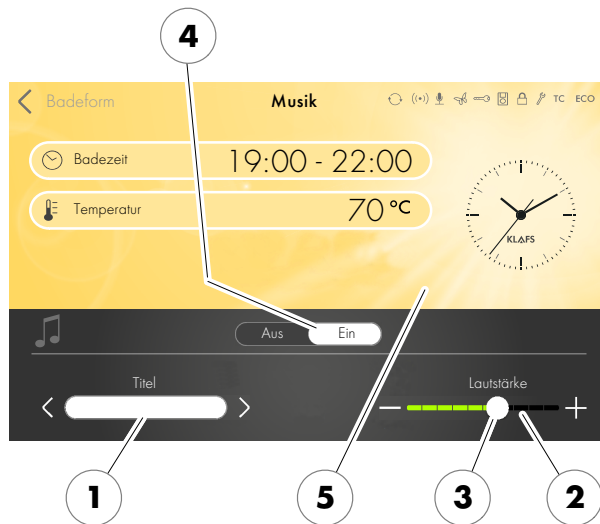 4
Badeform Musik TC ECO
Badezeit 19:00 - 22:00
Temperatur 70 °C
KLAFS
Aus Ein
Titel Lautstärke
1 5 3 2